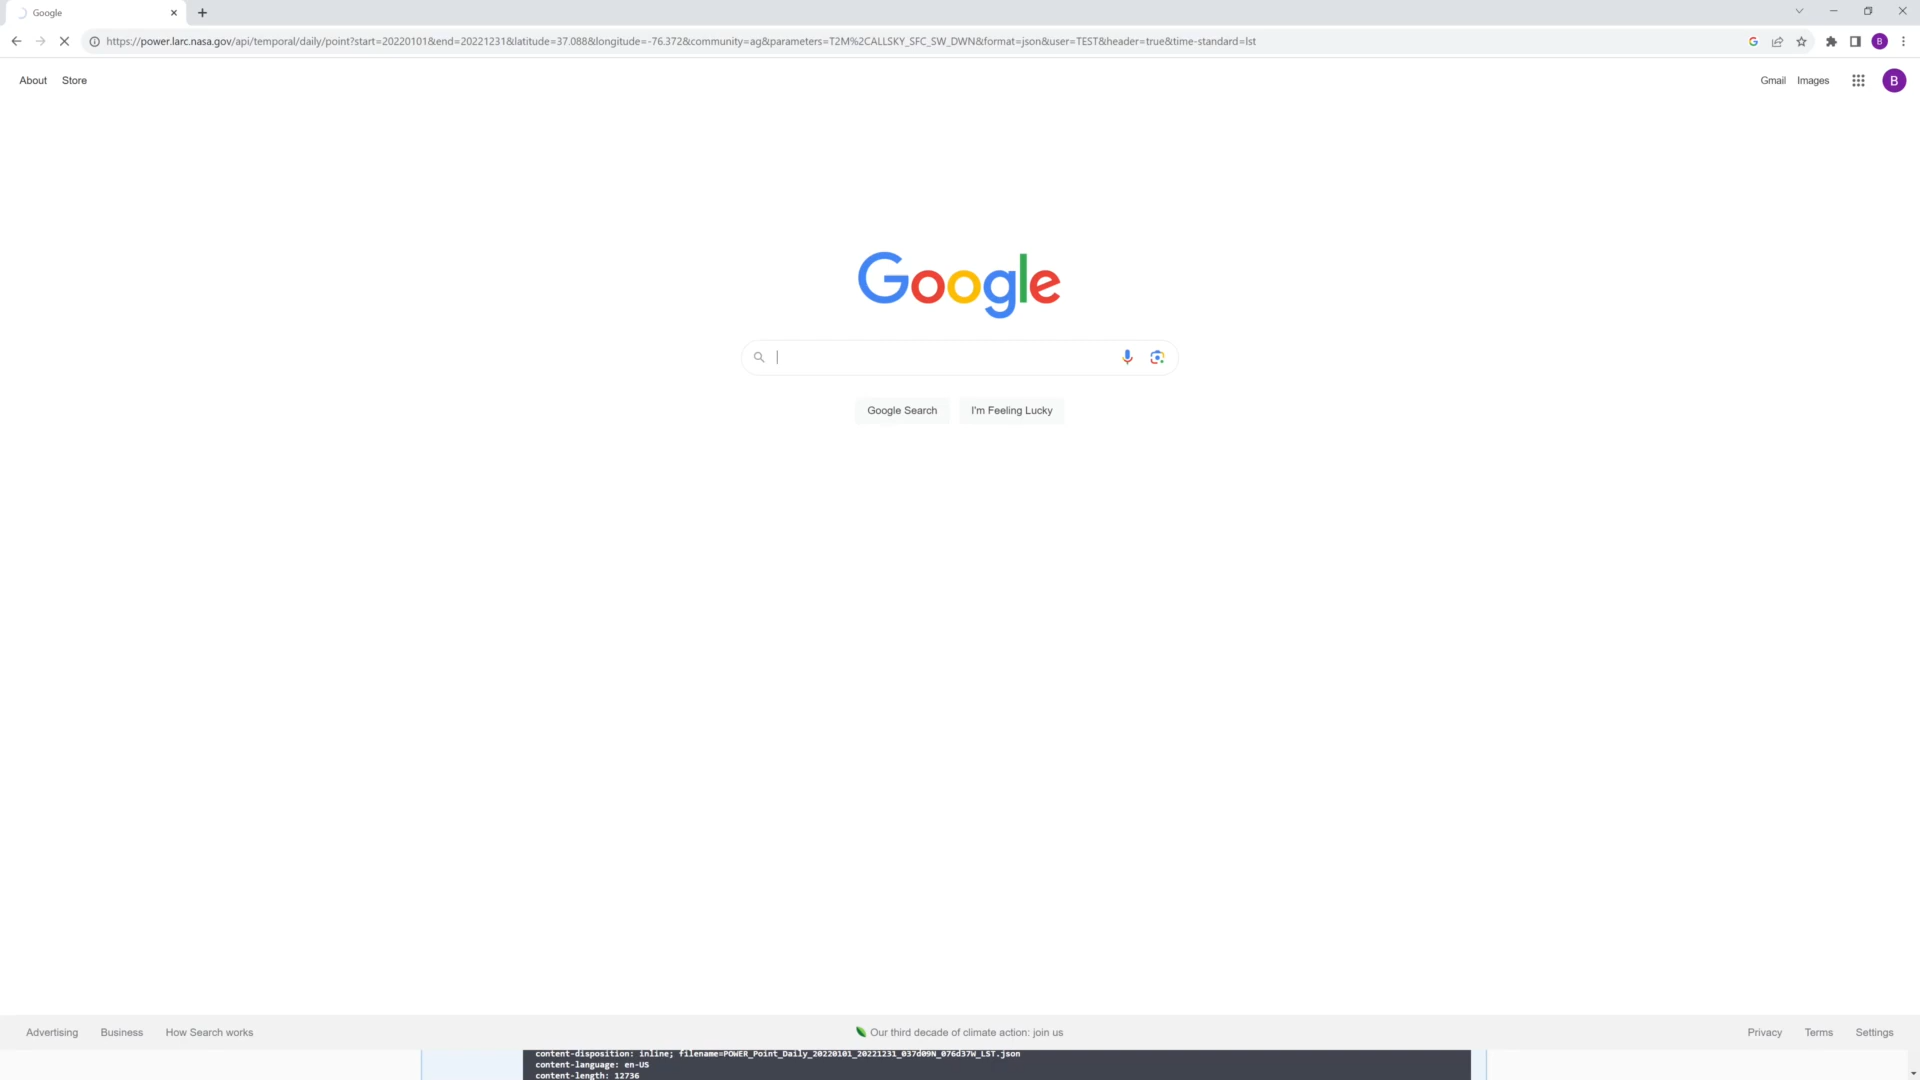 Google
https://power.larc.nasa.gov/api/temporal/daily/point?start=20220101&end=20221231&latitude=37.088&longitude=-76.372&community=ag&parameters=T2M%2CALLSKY_SFC_SW_DWN&format=json&user=TEST&header=true&time-standard=lst
G
B
About Store
Gmail Images
B
Google
Google Search I'm Feeling Lucky
Advertising Business How Search works
Our third decade of climate action: join us
Privacy Terms Settings
content-disposition: inline; filename=POWER_Point_Daily_20220101_20221231_037d09N_076d37W_LST.json
content-language: en-US
content-length: 12736